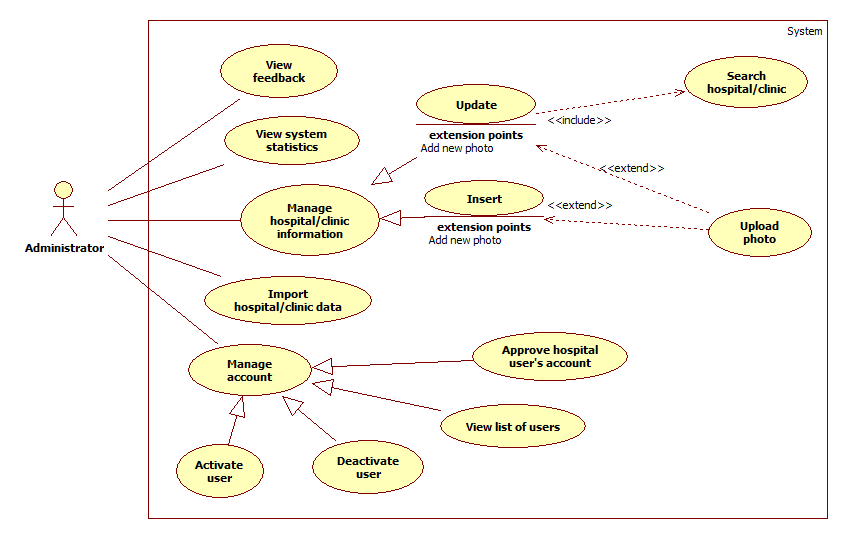 System
View
feedback
Search
hospital/clinic
Update
<<include>>
extension points
Add new photo
View system
statistics
<<extend>>
Administrator
Manage
hospital/clinic
information
Insert
<<extend>>
extension points
Add new photo
Upload
photo
Import
hospital/clinic data
Approve hospital
user's account
Manage
account
View list of users
Activate
user
Deactivate
user